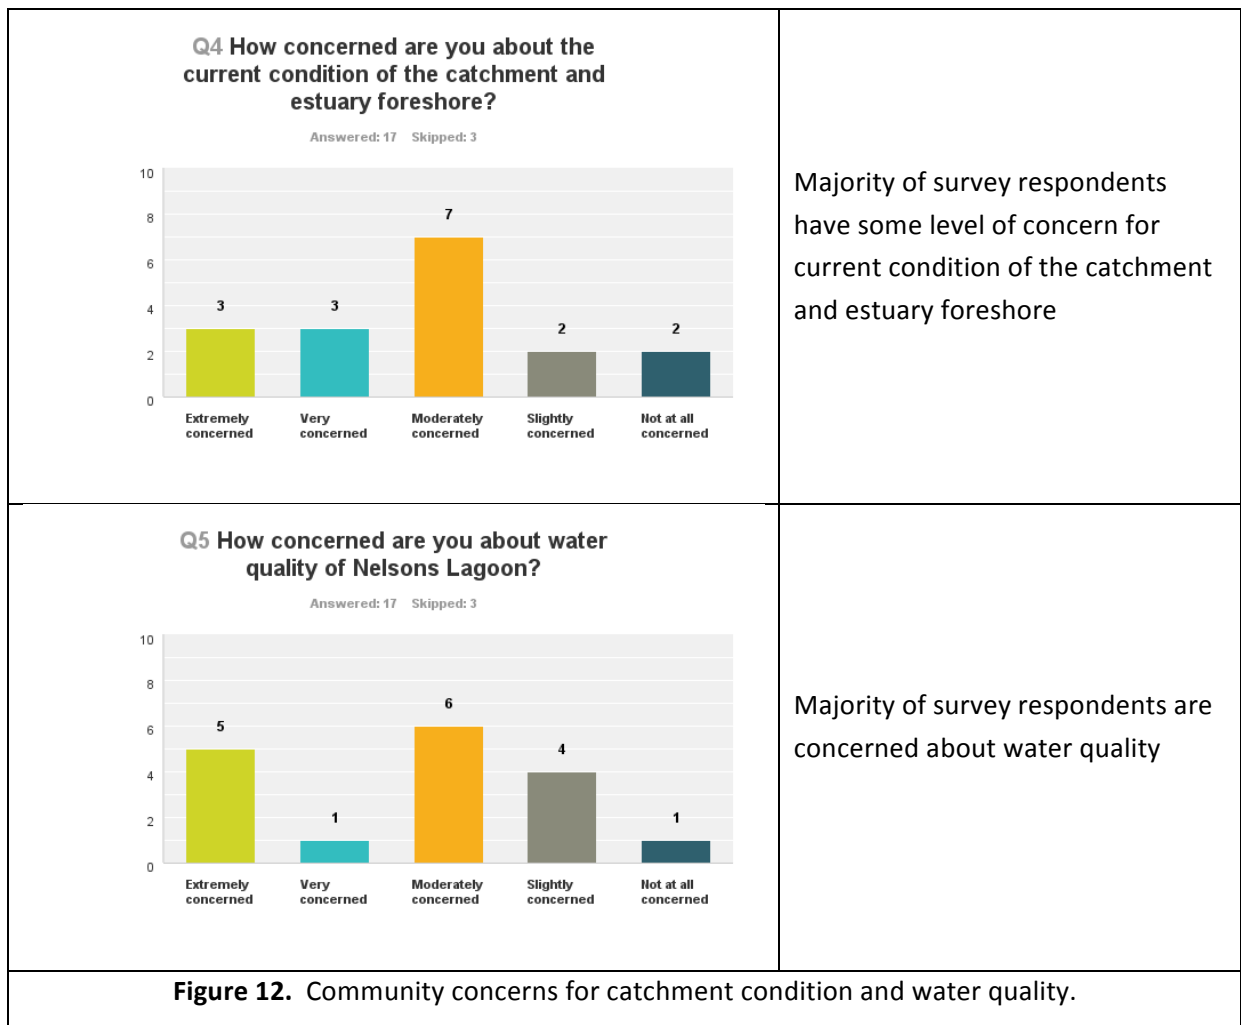 Q4 How concerned are you about the
current condition of the catchment and
estuary foreshore?
Answered: 17 Skipped: 3
10
8
6
4
2
0
3
3
7
2
2
Extremely concerned
Very concerned
Moderately concerned
Slightly concerned
Not at all concerned
Majority of survey respondents
have some level of concern for
current condition of the catchment
and estuary foreshore
Q5 How concerned are you about water
quality of Nelsons Lagoon?
Answered: 17 Skipped: 3
10
8
6
4
2
0
5
1
6
4
1
Extremely concerned
Very concerned
Moderately concerned
Slightly concerned
Not at all concerned
Majority of survey respondents are
concerned about water quality
Figure 12. Community concerns for catchment condition and water quality.